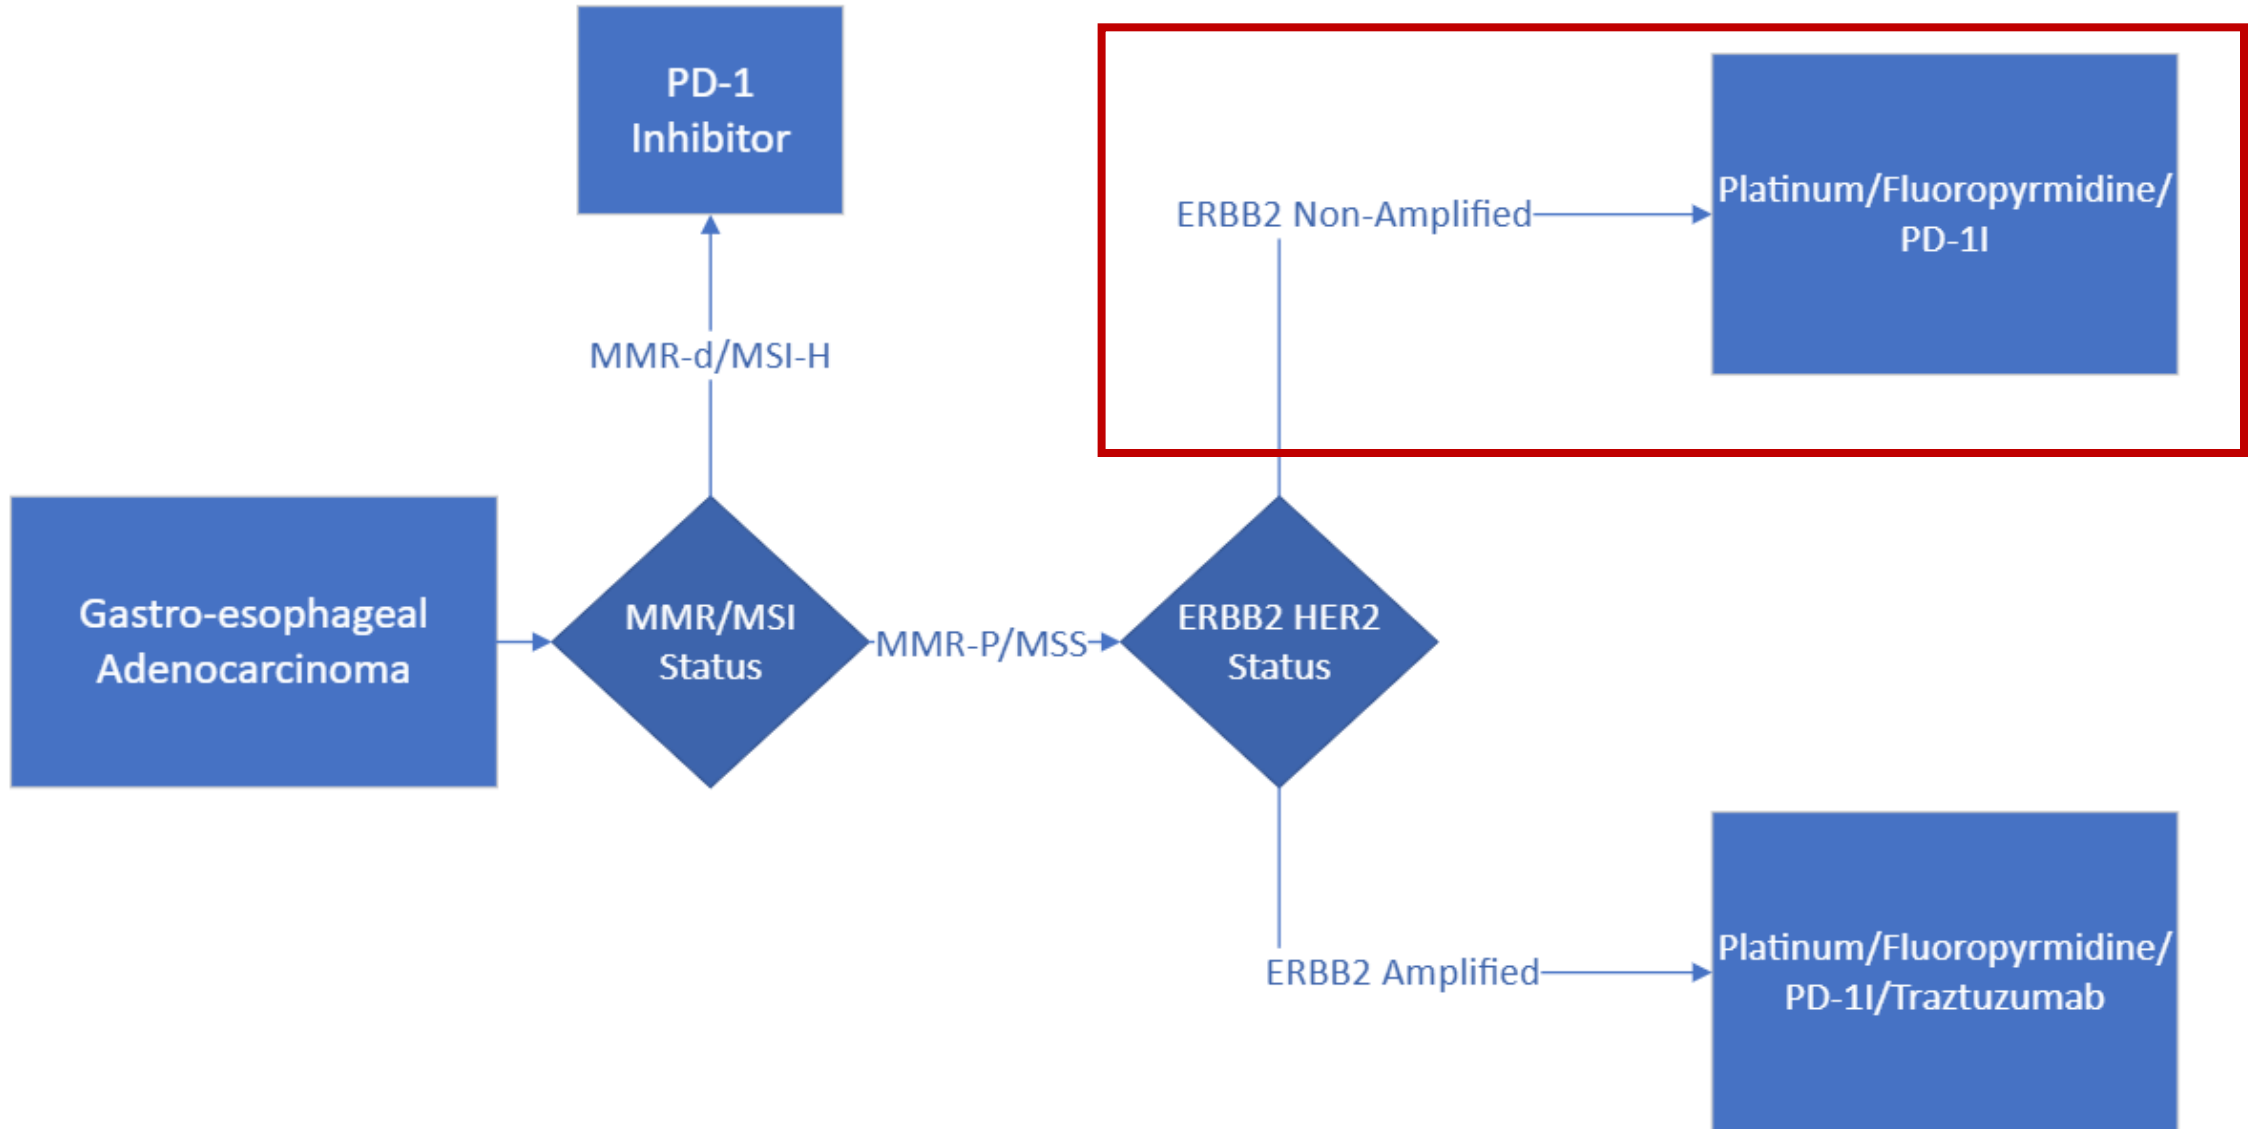 PD-1
Inhibitor
ERBB2 Non-Amplified
Platinum/Fluoropyrmidine/
PD-1I
MMR-d/MSI-H
Gastro-esophageal
Adenocarcinoma
MMR/MSI
Status
MMR-P/MSS
ERBB2 HER2
Status
ERBB2 Amplified
Platinum/Fluoropyrmidine/
PD-1I/Traztuzumab